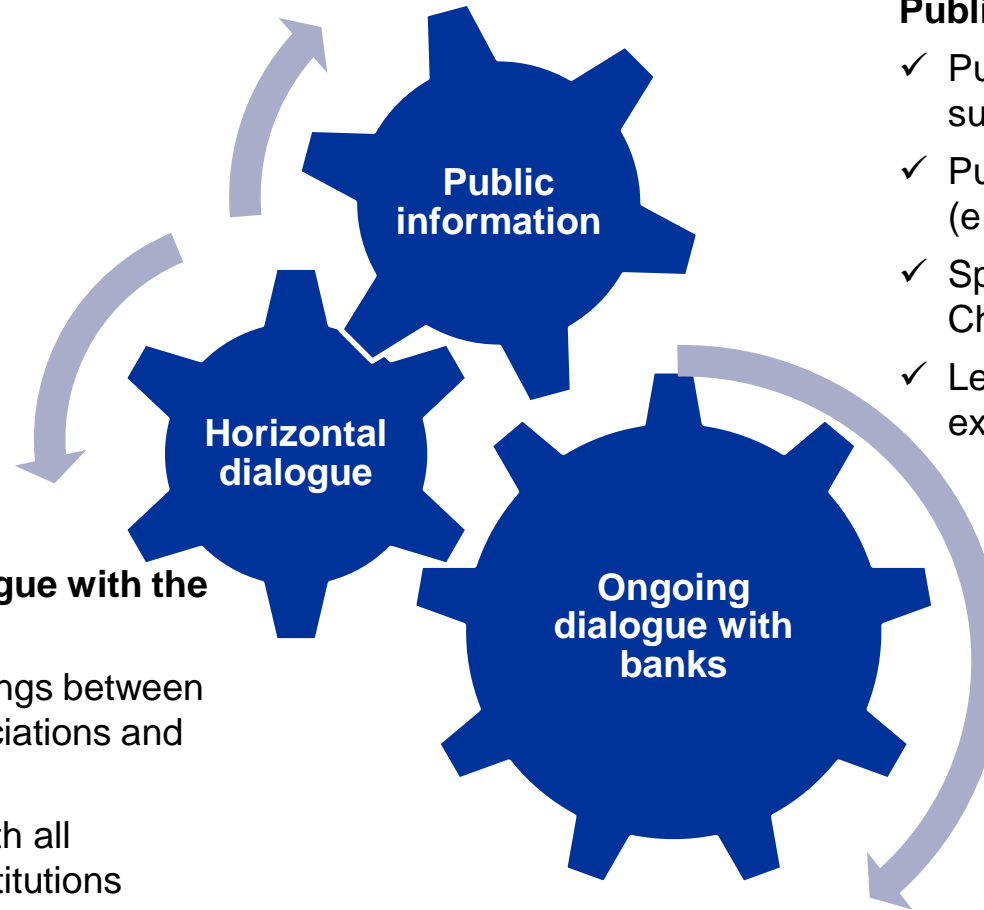 Publi
✓ Pu
su
✓ Pu
(e
✓ Sp
Ch
✓ Le
ex
Public
information
Horizontal
dialogue
Ongoing
dialogue with
banks
gue with the
ngs between
ciations and
th all
titutions